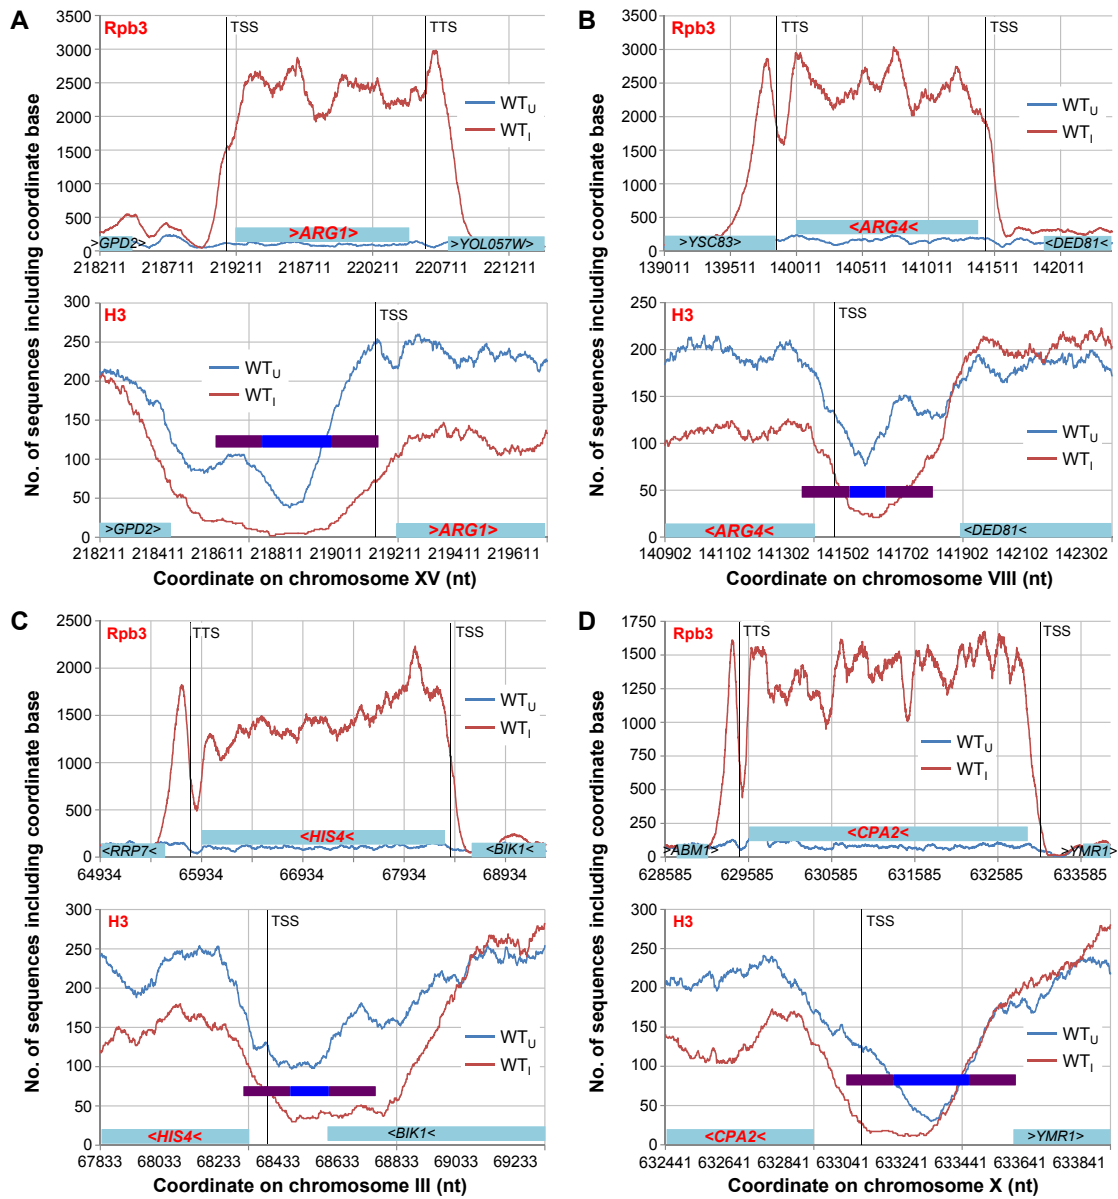 A
No. of sequences including coordinate base
Rpb3
TSS
TTS
3500
3000
2500
2000
1500
1000
500
0
WTU
WTI
>GPD2>
>ARG1>
>YOL057W>
218211 218711 219211 219711 220211 220711 221211
H3
TSS
300
250
200
150
100
50
0
WTU
WTI
>GPD2>
>ARG1>
218211 218411 218611 218811 219011 219211 219411 219611
Coordinate on chromosome XV (nt)
B
Rpb3
TTS
TSS
3500
3000
2500
2000
1500
1000
500
0
WTU
WTI
>YSC83>
<ARG4<
<DED81<
139011 139511 140011 140511 141011 141511 142011
H3
TSS
250
200
150
100
50
0
WTU
WTI
<ARG4<
<DED81<
140902 141102 141302 141502 141702 141902 142102 142302
Coordinate on chromosome VIII (nt)
C
No. of sequences including coordinate base
Rpb3
TTS
TSS
2500
2000
1500
1000
500
0
WTU
WTI
<RRP7<
<HIS4<
<BIK1<
64934 65934 66934 67934 68934
H3
TSS
300
250
200
150
100
50
0
WTU
WTI
<HIS4<
<BIK1<
67833 68033 68233 68433 68633 68833 69033 69233
Coordinate on chromosome III (nt)
D
Rpb3
TTS
TSS
1750
1500
1250
1000
750
500
250
0
WTU
WTI
>ABM1>
<CPA2<
>YMR1>
628585 629585 630585 631585 632585 633585
H3
TSS
300
250
200
150
100
50
0
WTU
WTI
<CPA2<
>YMR1>
632441 632641 632841 633041 633241 633441 633641 633841
Coordinate on chromosome X (nt)